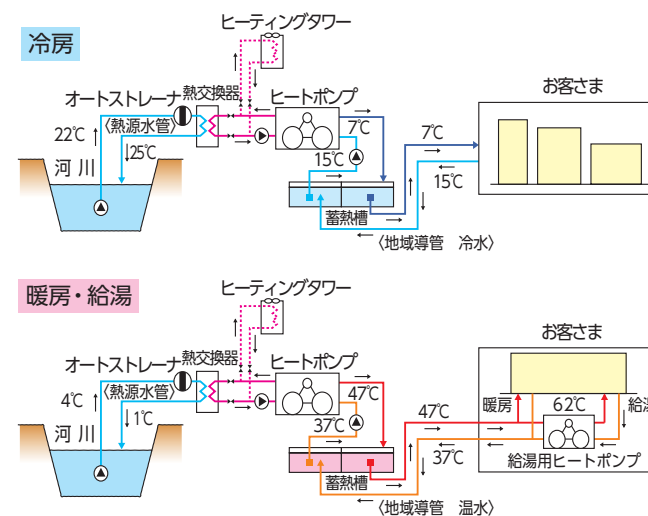 冷房
ヒーティングタワー
オートストレーナ
熱交換器
ヒートポンプ
お客さま
〈熱源水管〉
22℃
25℃
河川
7℃
15℃
7℃
15℃
蓄熱槽
〈地域導管 冷水〉
暖房・給湯
ヒーティングタワー
オートストレーナ
熱交換器
ヒートポンプ
お客さま
〈熱源水管〉
4℃
1℃
河川
47℃
37℃
47℃
37℃
暖房
62℃
給湯
給湯用ヒートポンプ
蓄熱槽
〈地域導管 温水〉